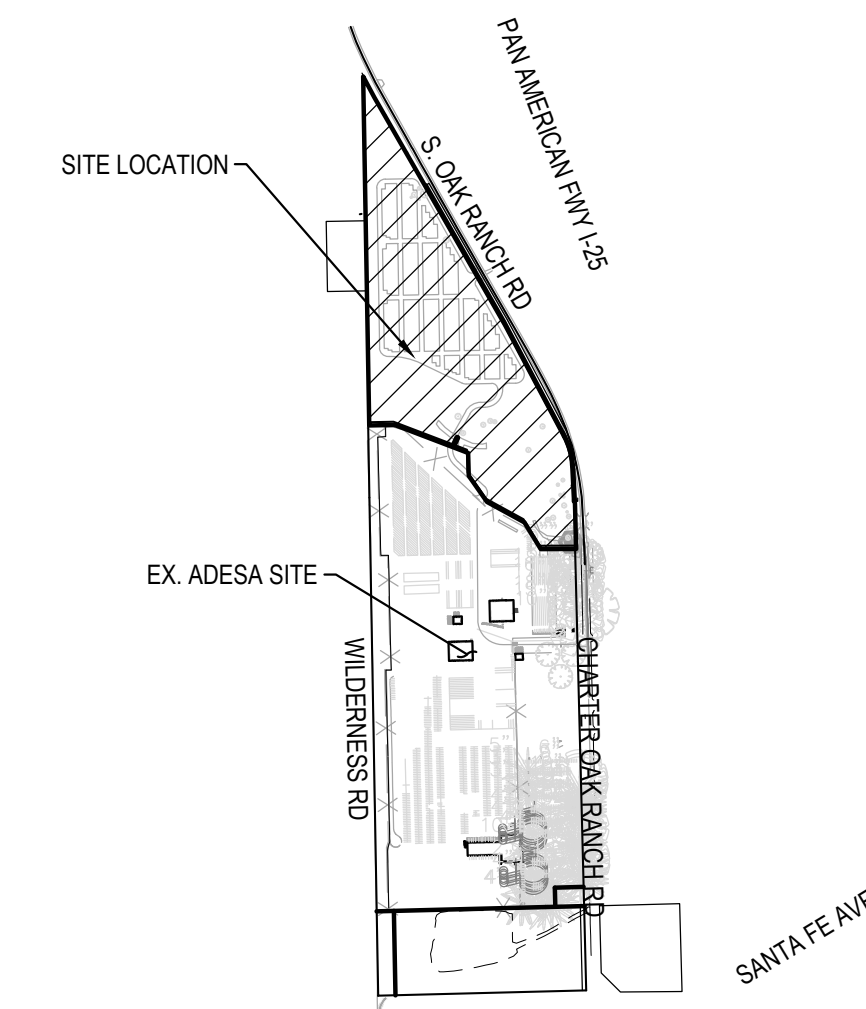 PAN AMERICAN FWY I-25
SITE LOCATION
S. OAK RANCH RD
EX. ADESA SITE
WILDERNESS RD
CHARTER OAK RANCH RD
SANTA FE AVE